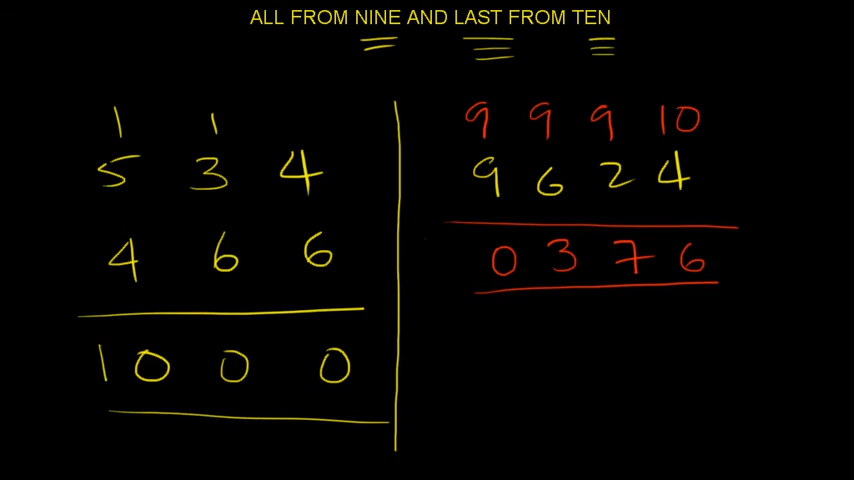 ALL FROM NINE AND LAST FROM TEN
1 1
5 3 4
4 6 6
1 0 0 0
9 9 9 10
9 6 2 4
0 3 7 6